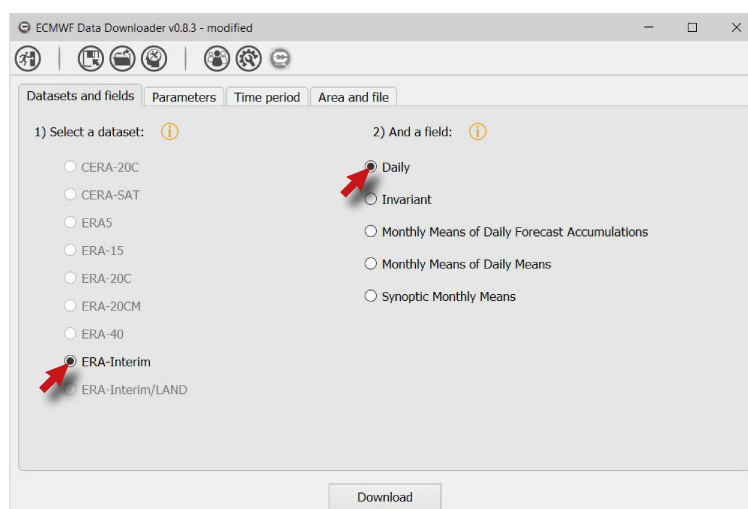 ECMWF Data Downloader v0.8.3 - modified
Datasets and fields Parameters Time period Area and file
1) Select a dataset: 2) And a field:
CERA-20C
CERA-SAT
ERA5
ERA-15
ERA-20C
ERA-20CM
ERA-40
ERA-Interim
ERA-Interim/LAND
Daily
Invariant
Monthly Means of Daily Forecast Accumulations
Monthly Means of Daily Means
Synoptic Monthly Means
Download